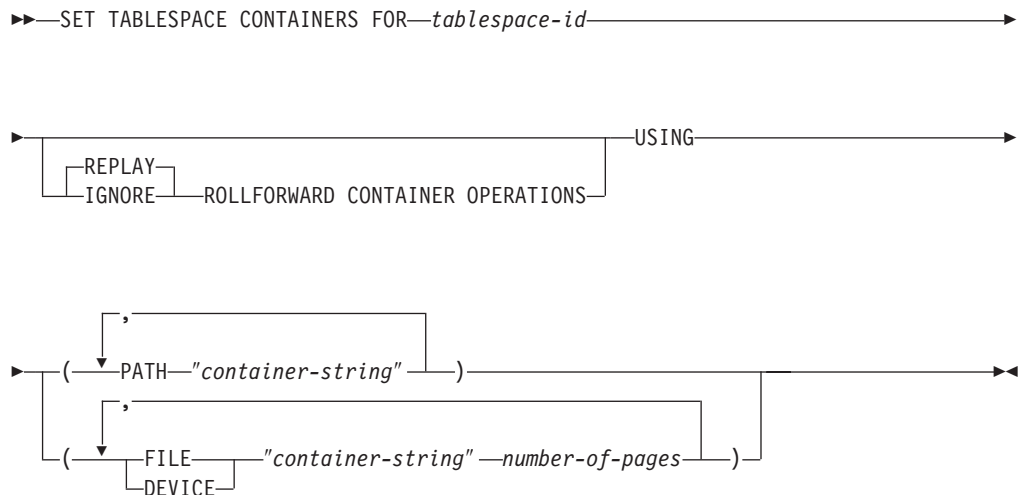 SET TABLESPACE CONTAINERS FOR tablespace-id
USING
REPLAY
IGNORE ROLLFORWARD CONTAINER OPERATIONS
,
( PATH "container-string" )
,
( FILE "container-string" number-of-pages )
DEVICE